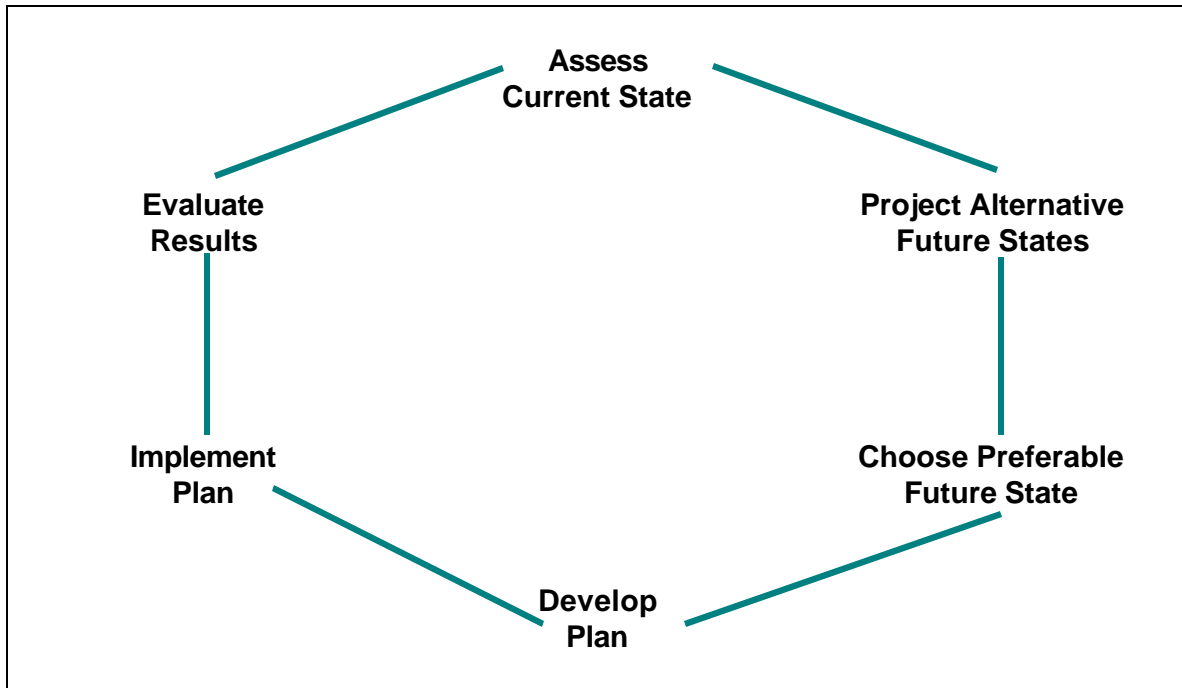 Assess
Current State
Project Alternative
Future States
Choose Preferable
Future State
Develop
Plan
Implement
Plan
Evaluate
Results